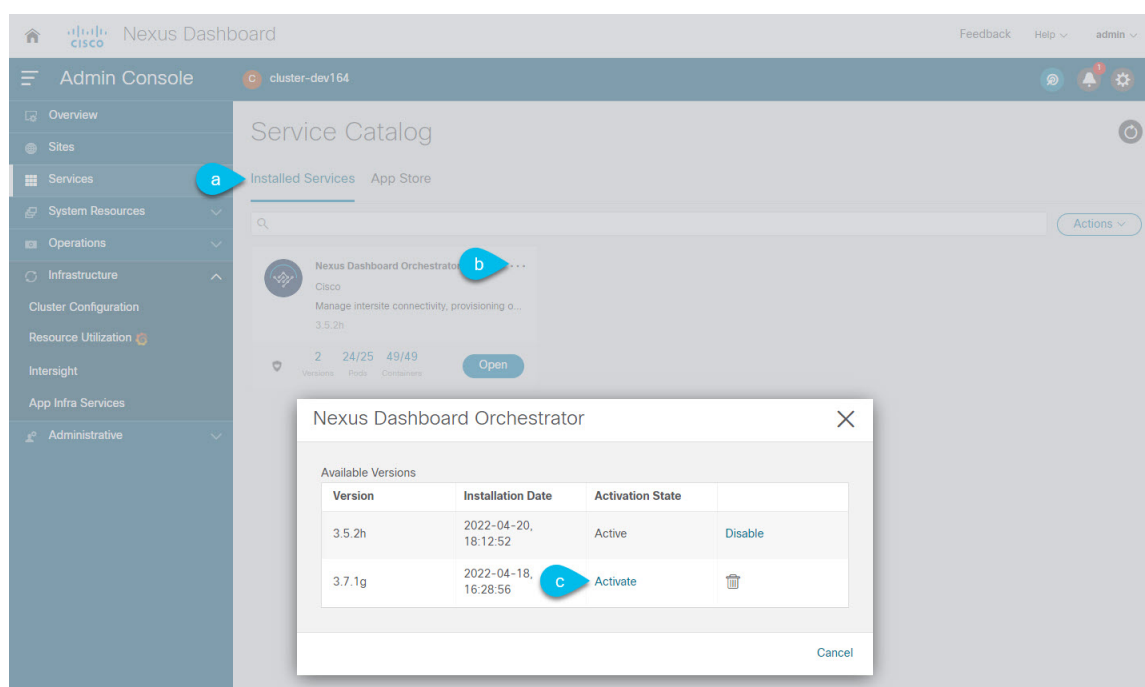 cisco Nexus Dashboard Feedback Help admin
Admin Console C cluster-dev164 1
Overview
Sites
Services
System Resources
Operations
Infrastructure
Cluster Configuration
Resource Utilization
Intersight
App Infra Services
Administrative
Service Catalog
a Installed Services App Store
Actions
Nexus Dashboard Orchestrator b ...
Cisco
Manage intersite connectivity, provisioning o...
3.5.2h
2 24/25 49/49
Versions Pods Containers
Open
Nexus Dashboard Orchestrator
Available Versions
Version Installation Date Activation State
3.5.2h 2022-04-20, 18:12:52 Active Disable
3.7.1g 2022-04-18, 16:28:56 c Activate
Cancel